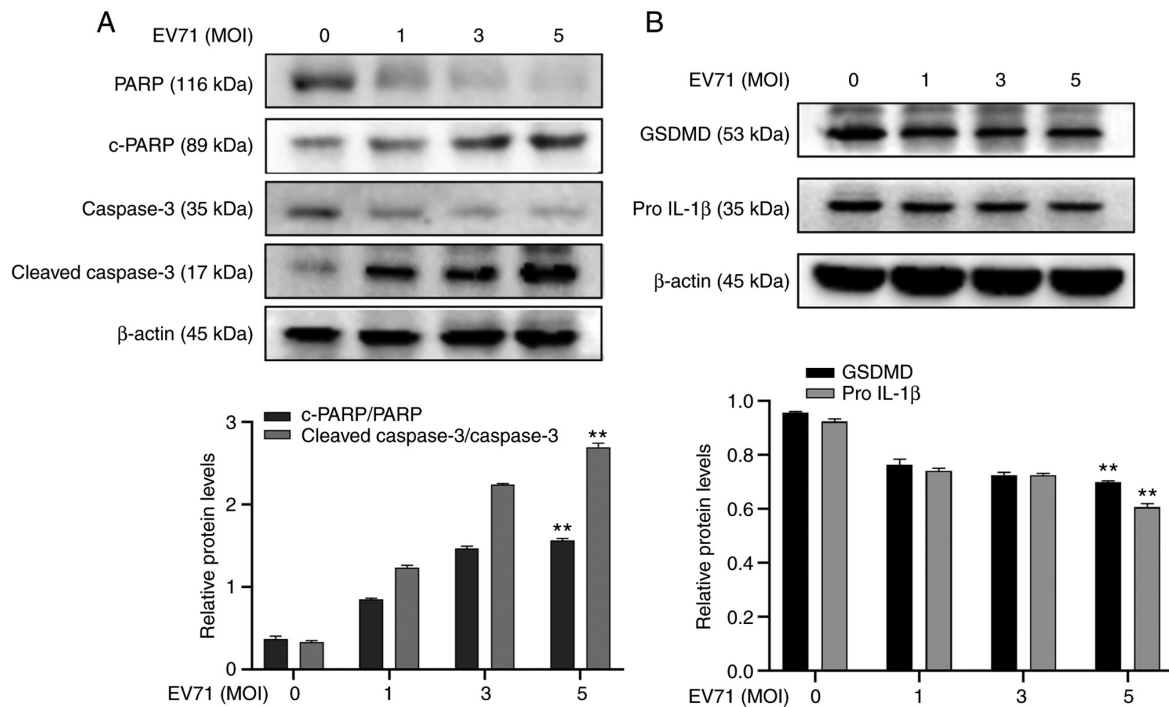 A
EV71 (MOI) 0 1 3 5
PARP (116 kDa)
c-PARP (89 kDa)
Caspase-3 (35 kDa)
Cleaved caspase-3 (17 kDa)
β-actin (45 kDa)
c-PARP/PARP
Cleaved caspase-3/caspase-3
Relative protein levels
3
2
1
0
**
**
EV71 (MOI) 0 1 3 5
B
EV71 (MOI) 0 1 3 5
GSDMD (53 kDa)
Pro IL-1β (35 kDa)
β-actin (45 kDa)
GSDMD
Pro IL-1β
Relative protein levels
1.0
0.8
0.6
0.4
0.2
0.0
**
**
EV71 (MOI) 0 1 3 5